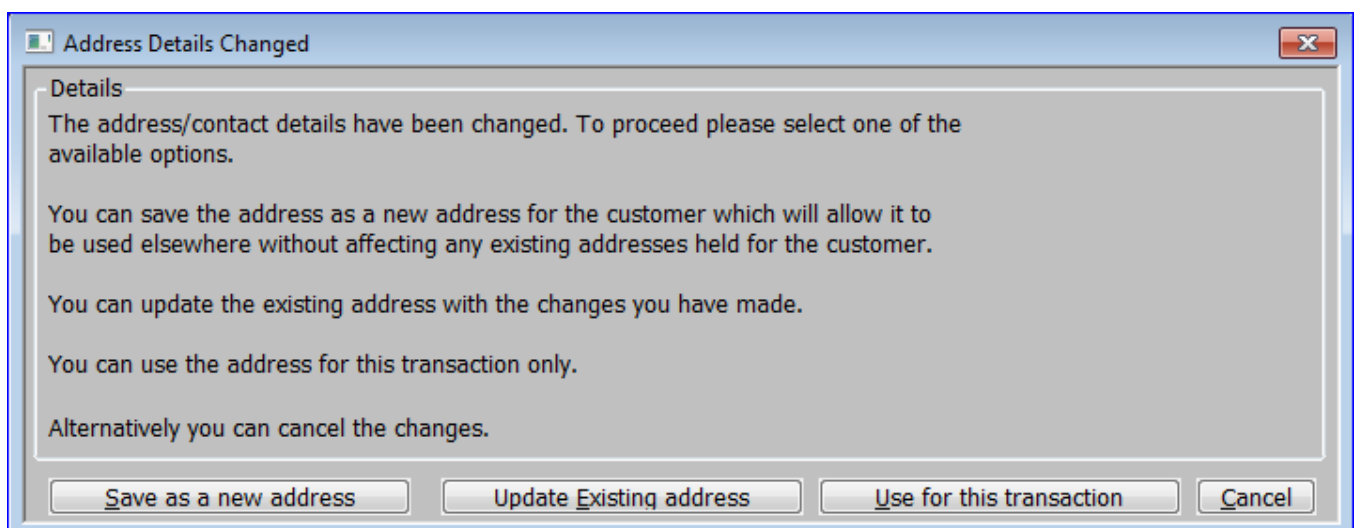 Address Details Changed
Details
The address/contact details have been changed. To proceed please select one of the
available options.
You can save the address as a new address for the customer which will allow it to
be used elsewhere without affecting any existing addresses held for the customer.
You can update the existing address with the changes you have made.
You can use the address for this transaction only.
Alternatively you can cancel the changes.
Save as a new address
Update Existing address
Use for this transaction
Cancel